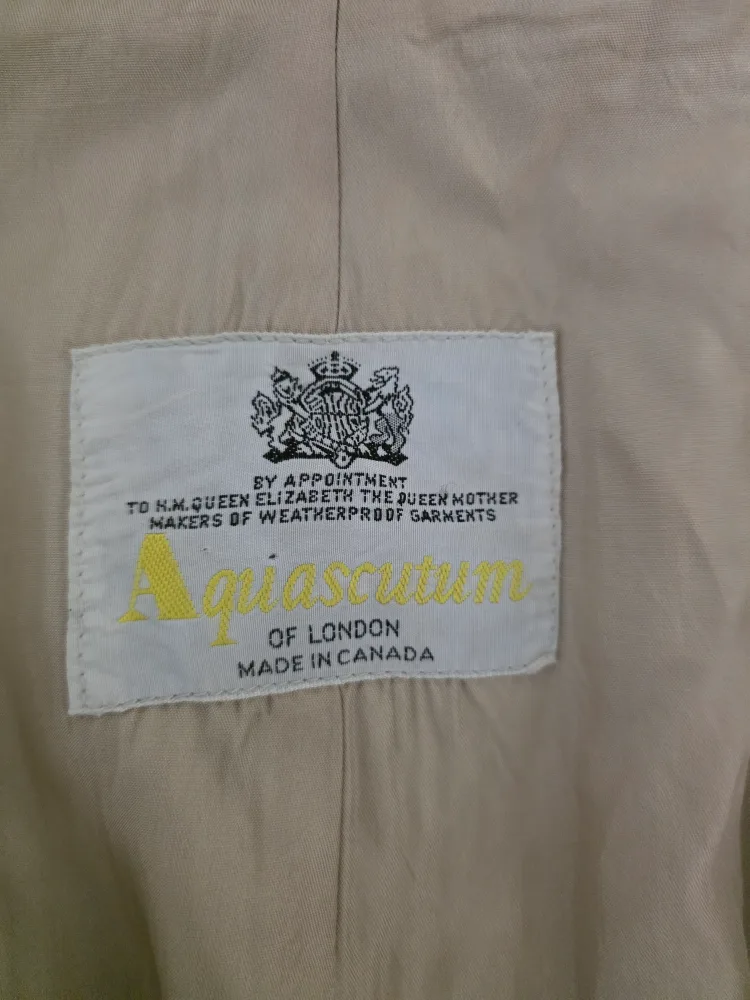 BY APPOINTMENT
TO H.M. QUEEN ELIZABETH THE QUEEN MOTHER
MAKERS OF WEATHERPROOF GARMENTS
Aquascutum
OF LONDON
MADE IN CANADA